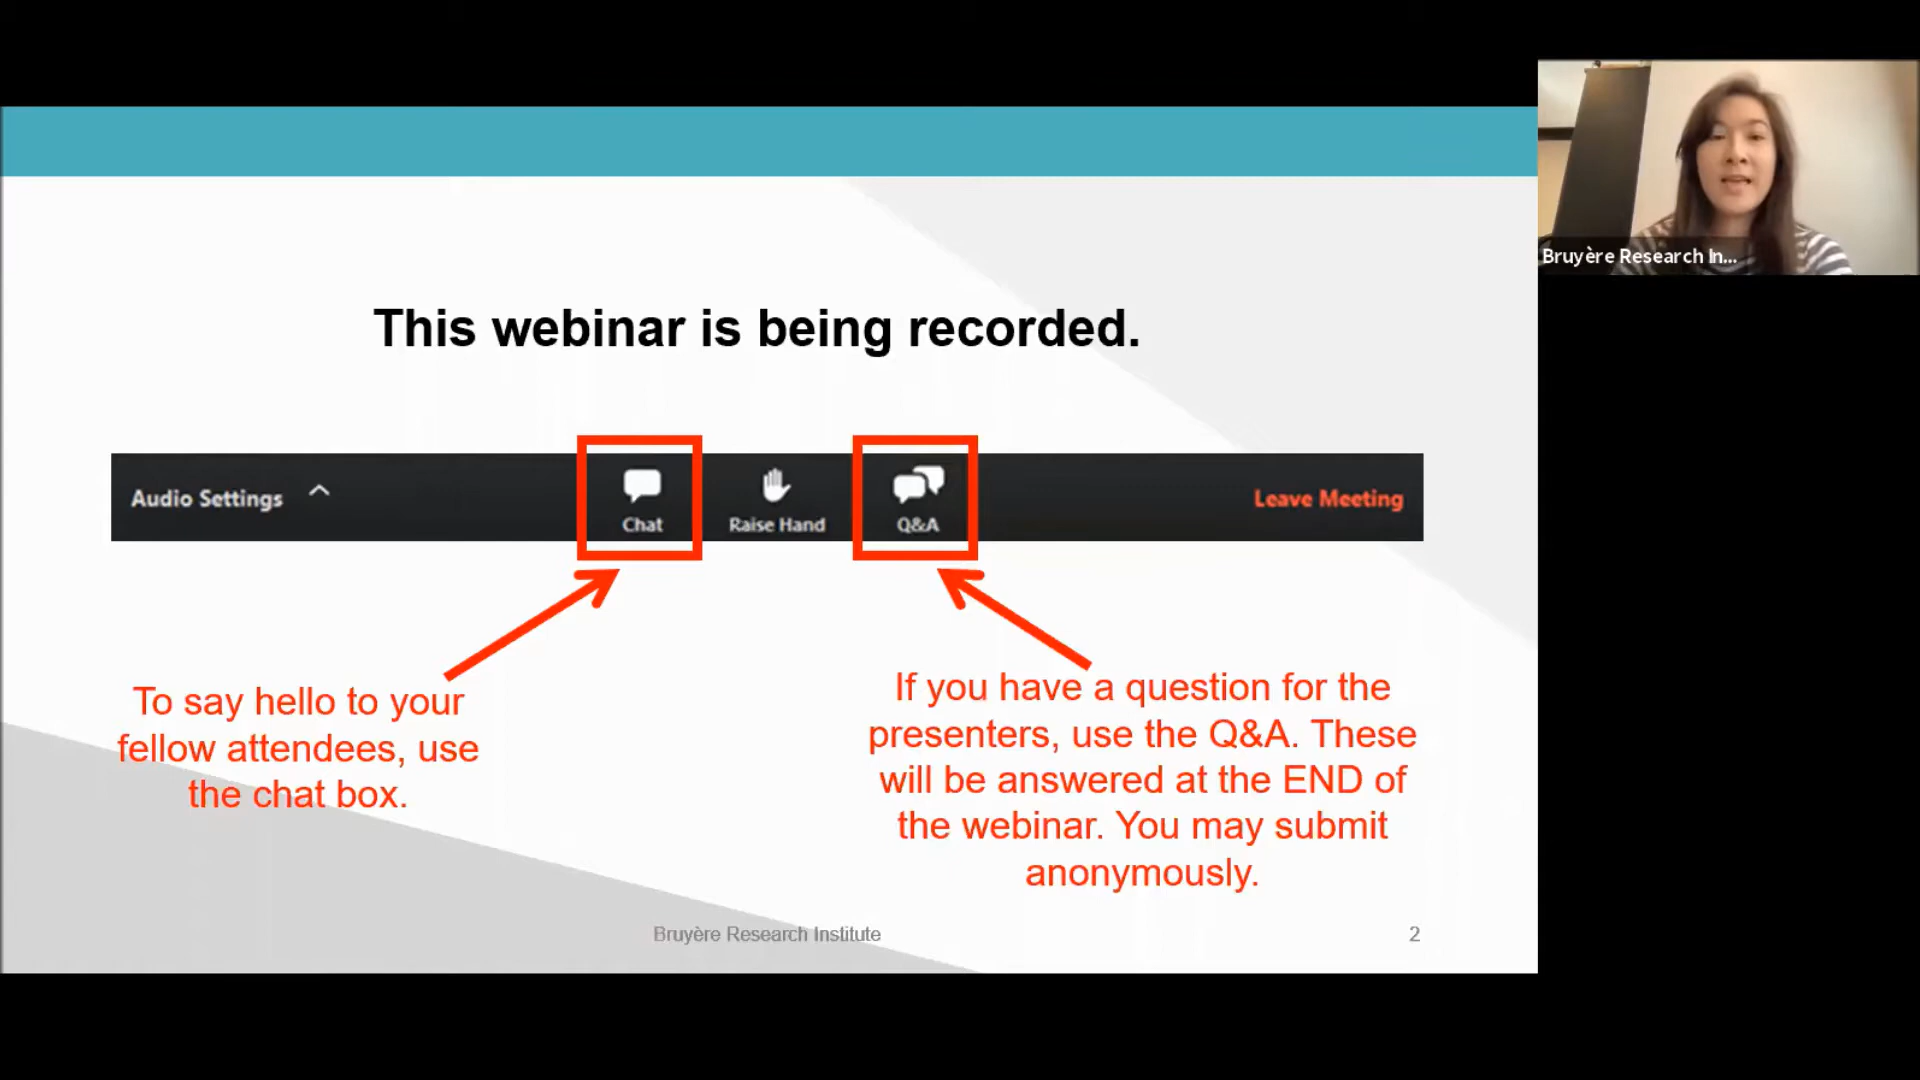 This webinar is being recorded.
Audio Settings
Chat
Raise Hand
Q&A
Leave Meeting
To say hello to your
fellow attendees, use
the chat box.
If you have a question for the
presenters, use the Q&A. These
will be answered at the END of
the webinar. You may submit
anonymously.
Bruyère Research Institute
2
Bruyère Research In...